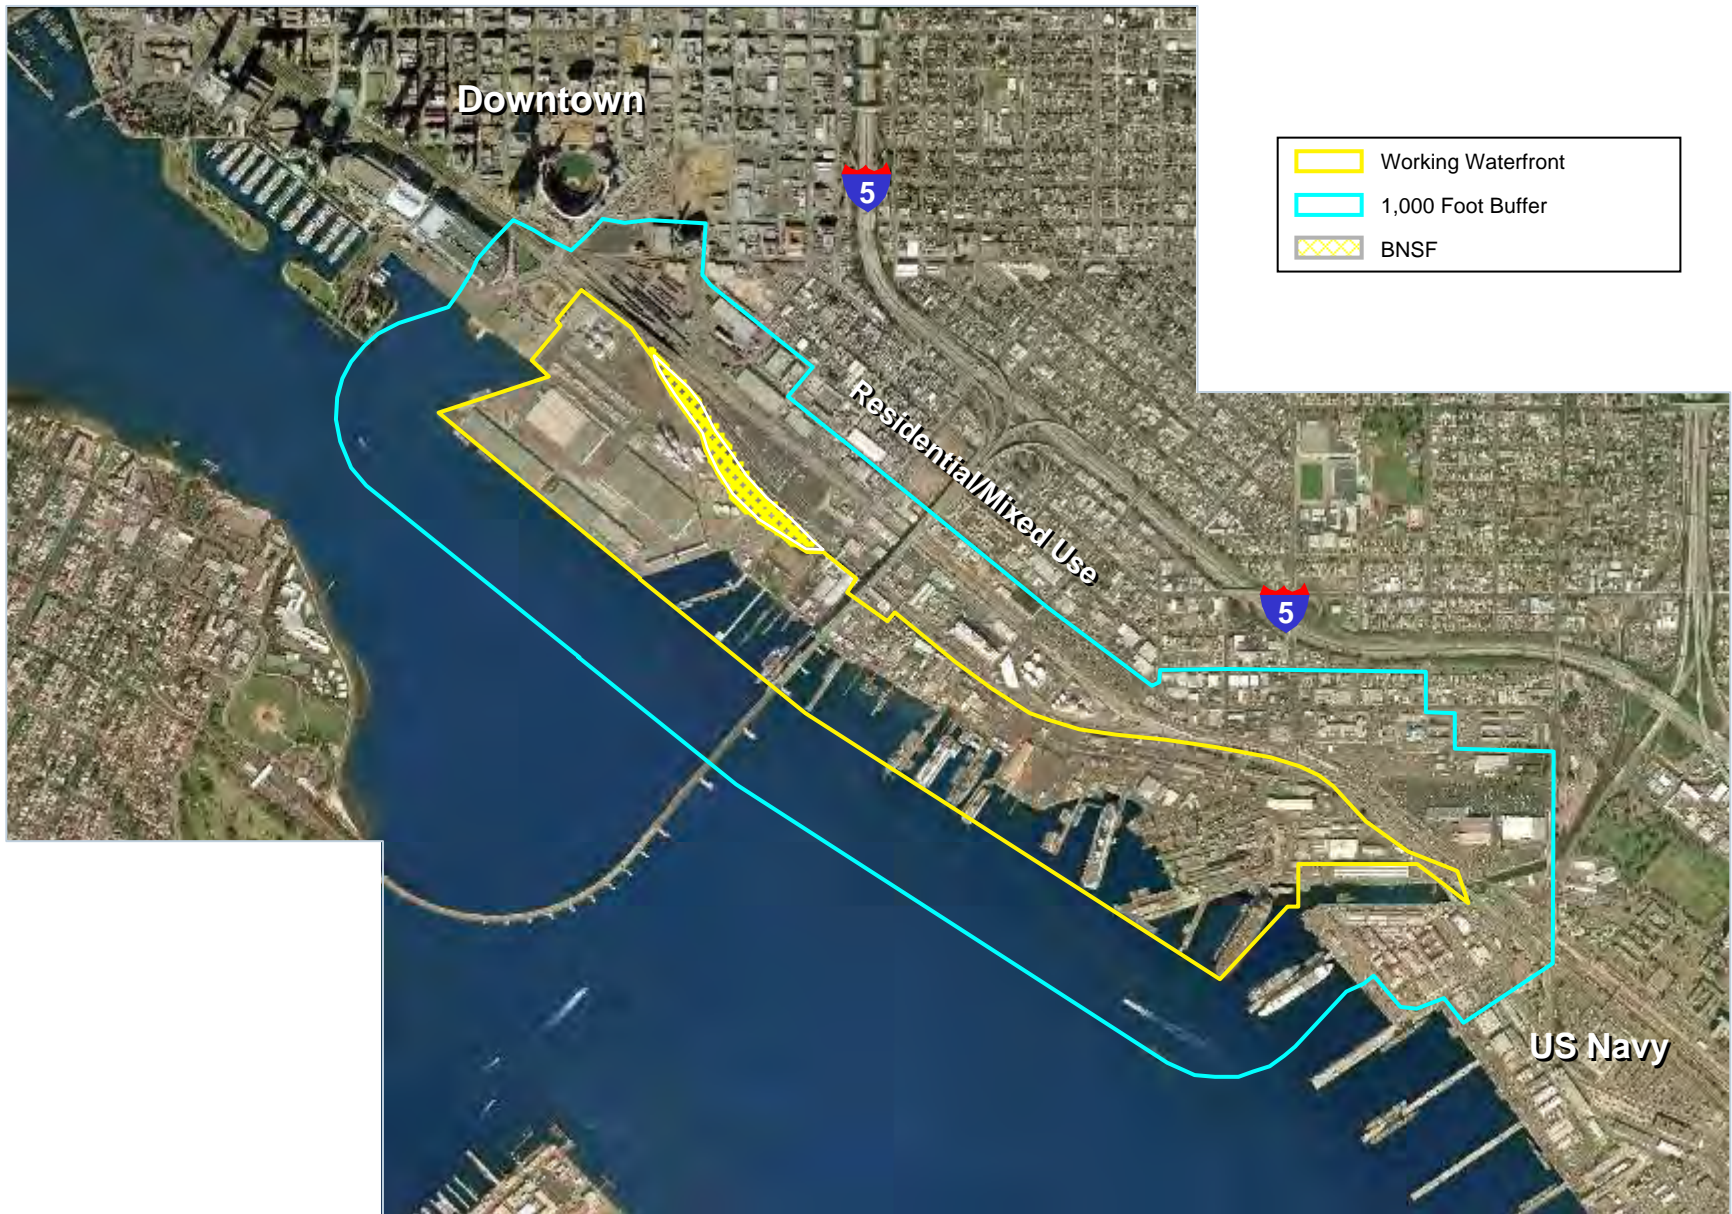 Downtown
5
Working Waterfront
1,000 Foot Buffer
BNSF
Residential/Mixed Use
5
US Navy